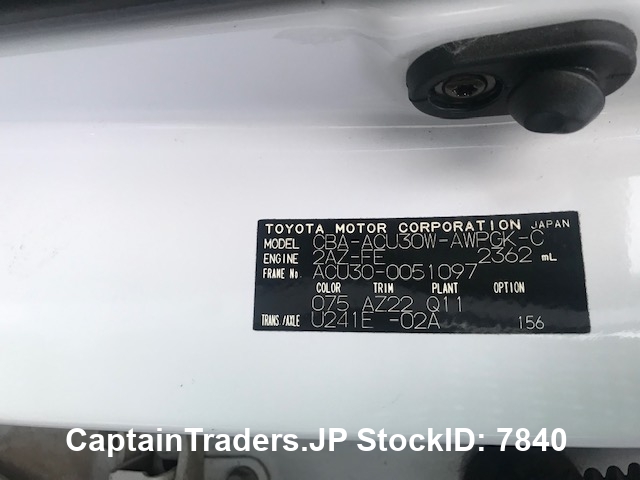 TOYOTA MOTOR CORPORATION JAPAN
MODEL CBA-ACU30W-AWPGK-C
ENGINE 2AZ-FE 2362 mL
FRAME No. ACU30-0051097
COLOR TRIM PLANT OPTION
075 AZ22 Q11
TRANS./AXLE U241E -02A 156
CaptainTraders.JP StockID: 7840